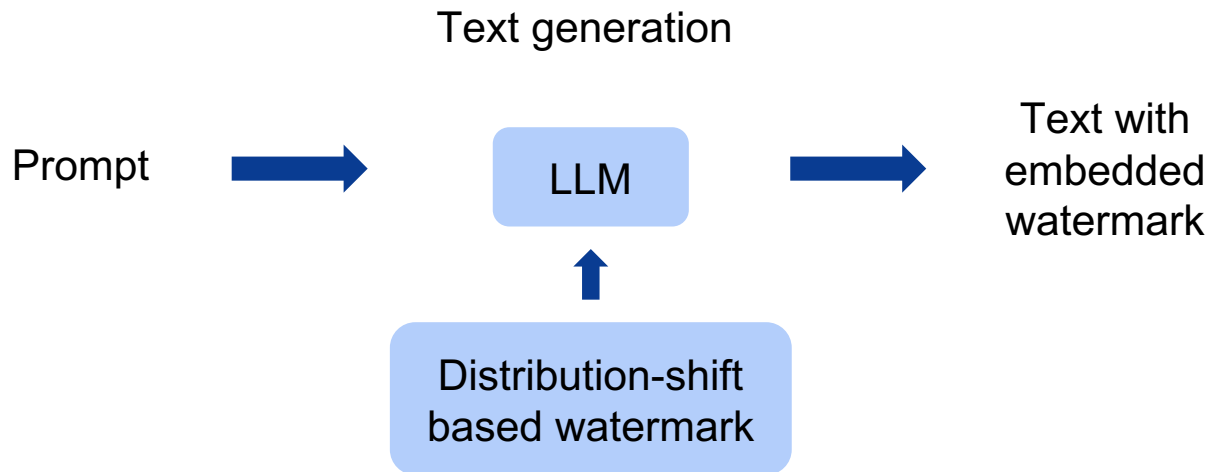 Text generation
Prompt
LLM
Text with
embedded
watermark
Distribution-shift
based watermark